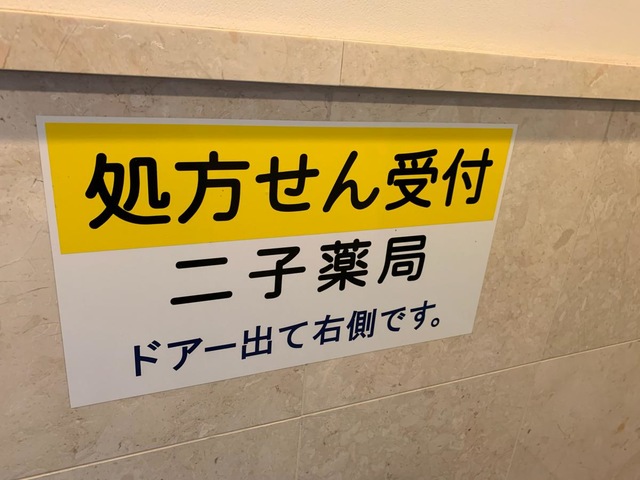 処方せん受付
二子薬局
ドアー出て右側です。